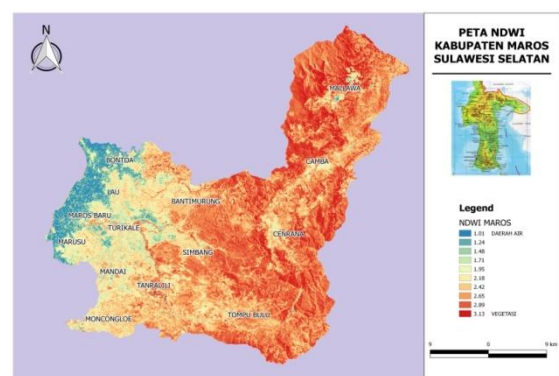 N
PETA NDWI
KABUPATEN MAROS
SULAWESI SELATAN
MALLAWA
CAMBA
BONTOA
LAU
BANTIMURUNG
MAROS BARU
TURIKALE
CENRANA
MARUSU
SIMBANG
MANDAI
TANRALILI
MONCONGLOE
TOMPU BULU
Legend
NDWI MAROS
1.01 DAERAH AIR
1.24
1.48
1.71
1.95
2.18
2.42
2.65
2.89
3.13 VEGETASI
9 0 9 km